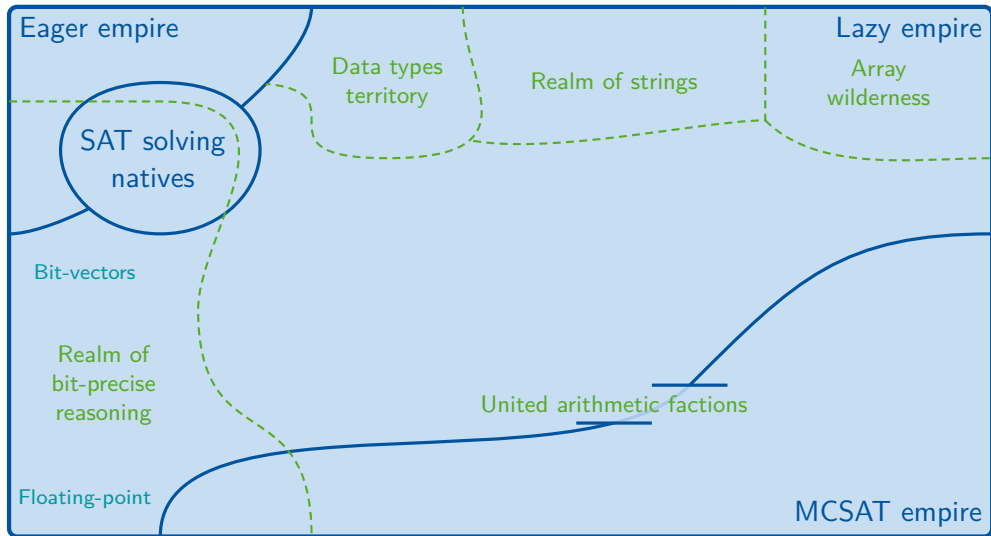 Eager empire
Lazy empire
Data types
territory
Realm of strings
Array
wilderness
SAT solving
natives
Bit-vectors
Realm of
bit-precise
reasoning
United arithmetic factions
Floating-point
MCSAT empire